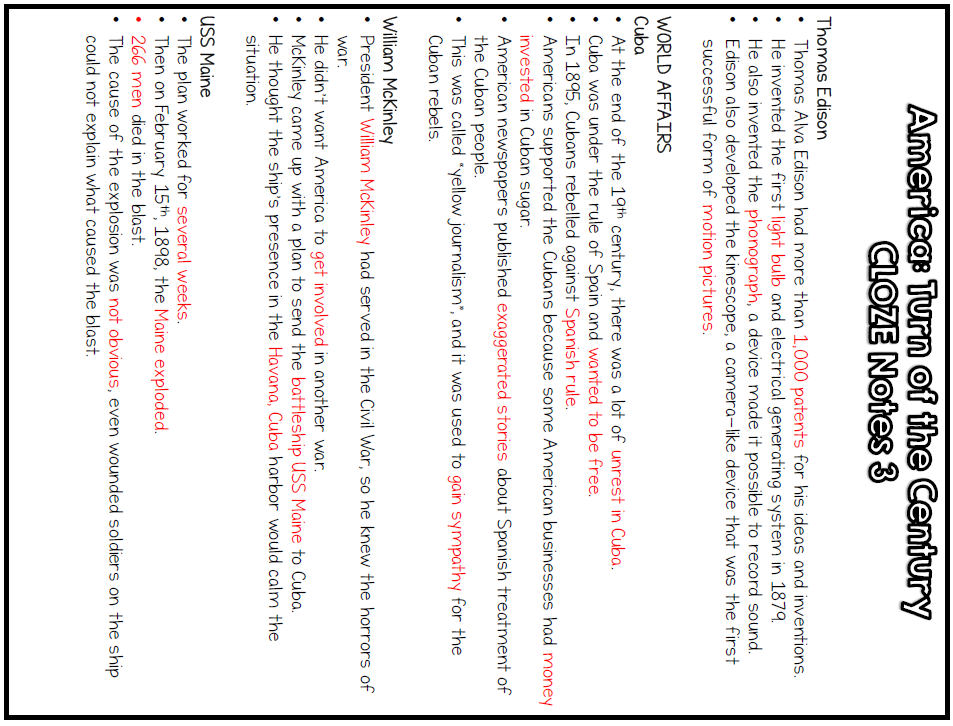 America: Turn of the Century
CLOZE Notes 3
Thomas Edison
• Thomas Alva Edison had more than 1,000 patents for his ideas and inventions.
• He invented the first light bulb and electrical generating system in 1879.
• He also invented the phonograph, a device made it possible to record sound.
• Edison also developed the kinescope, a camera-like device that was the first
successful form of motion pictures.
WORLD AFFAIRS
Cuba
• At the end of the 19th century, there was a lot of unrest in Cuba.
• Cuba was under the rule of Spain and wanted to be free.
• In 1895, Cubans rebelled against Spanish rule.
• Americans supported the Cubans because some American businesses had money
invested in Cuban sugar.
• American newspapers published exaggerated stories about Spanish treatment of
the Cuban people.
• This was called "yellow journalism", and it was used to gain sympathy for the
Cuban rebels.
William McKinley
• President William McKinley had served in the Civil War, so he knew the horrors of
war.
• He didn't want America to get involved in another war.
• McKinley came up with a plan to send the battleship USS Maine to Cuba.
• He thought the ship's presence in the Havana, Cuba harbor would calm the
situation.
USS Maine
• The plan worked for several weeks.
• Then on February 15th, 1898, the Maine exploded.
• 266 men died in the blast.
• The cause of the explosion was not obvious, even wounded soldiers on the ship
could not explain what caused the blast.